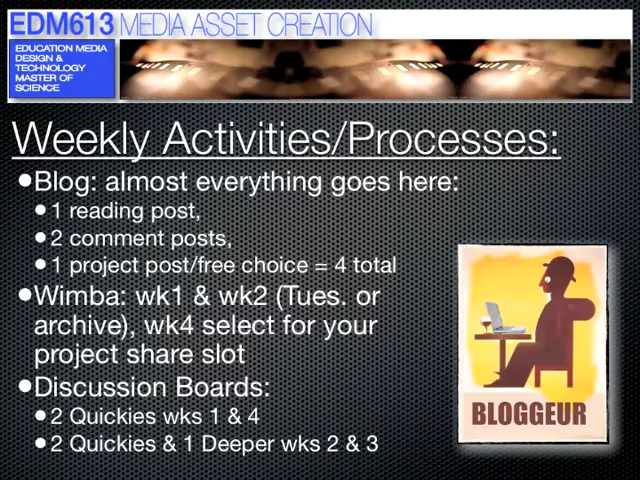 EDM613 MEDIA ASSET CREATION
EDUCATION MEDIA
DESIGN &
TECHNOLOGY
MASTER OF
SCIENCE
Weekly Activities/Processes:
•Blog: almost everything goes here:
•1 reading post,
•2 comment posts,
•1 project post/free choice = 4 total
•Wimba: wk1 & wk2 (Tues. or
archive), wk4 select for your
project share slot
•Discussion Boards:
•2 Quickies wks 1 & 4
•2 Quickies & 1 Deeper wks 2 & 3
BLOGGEUR